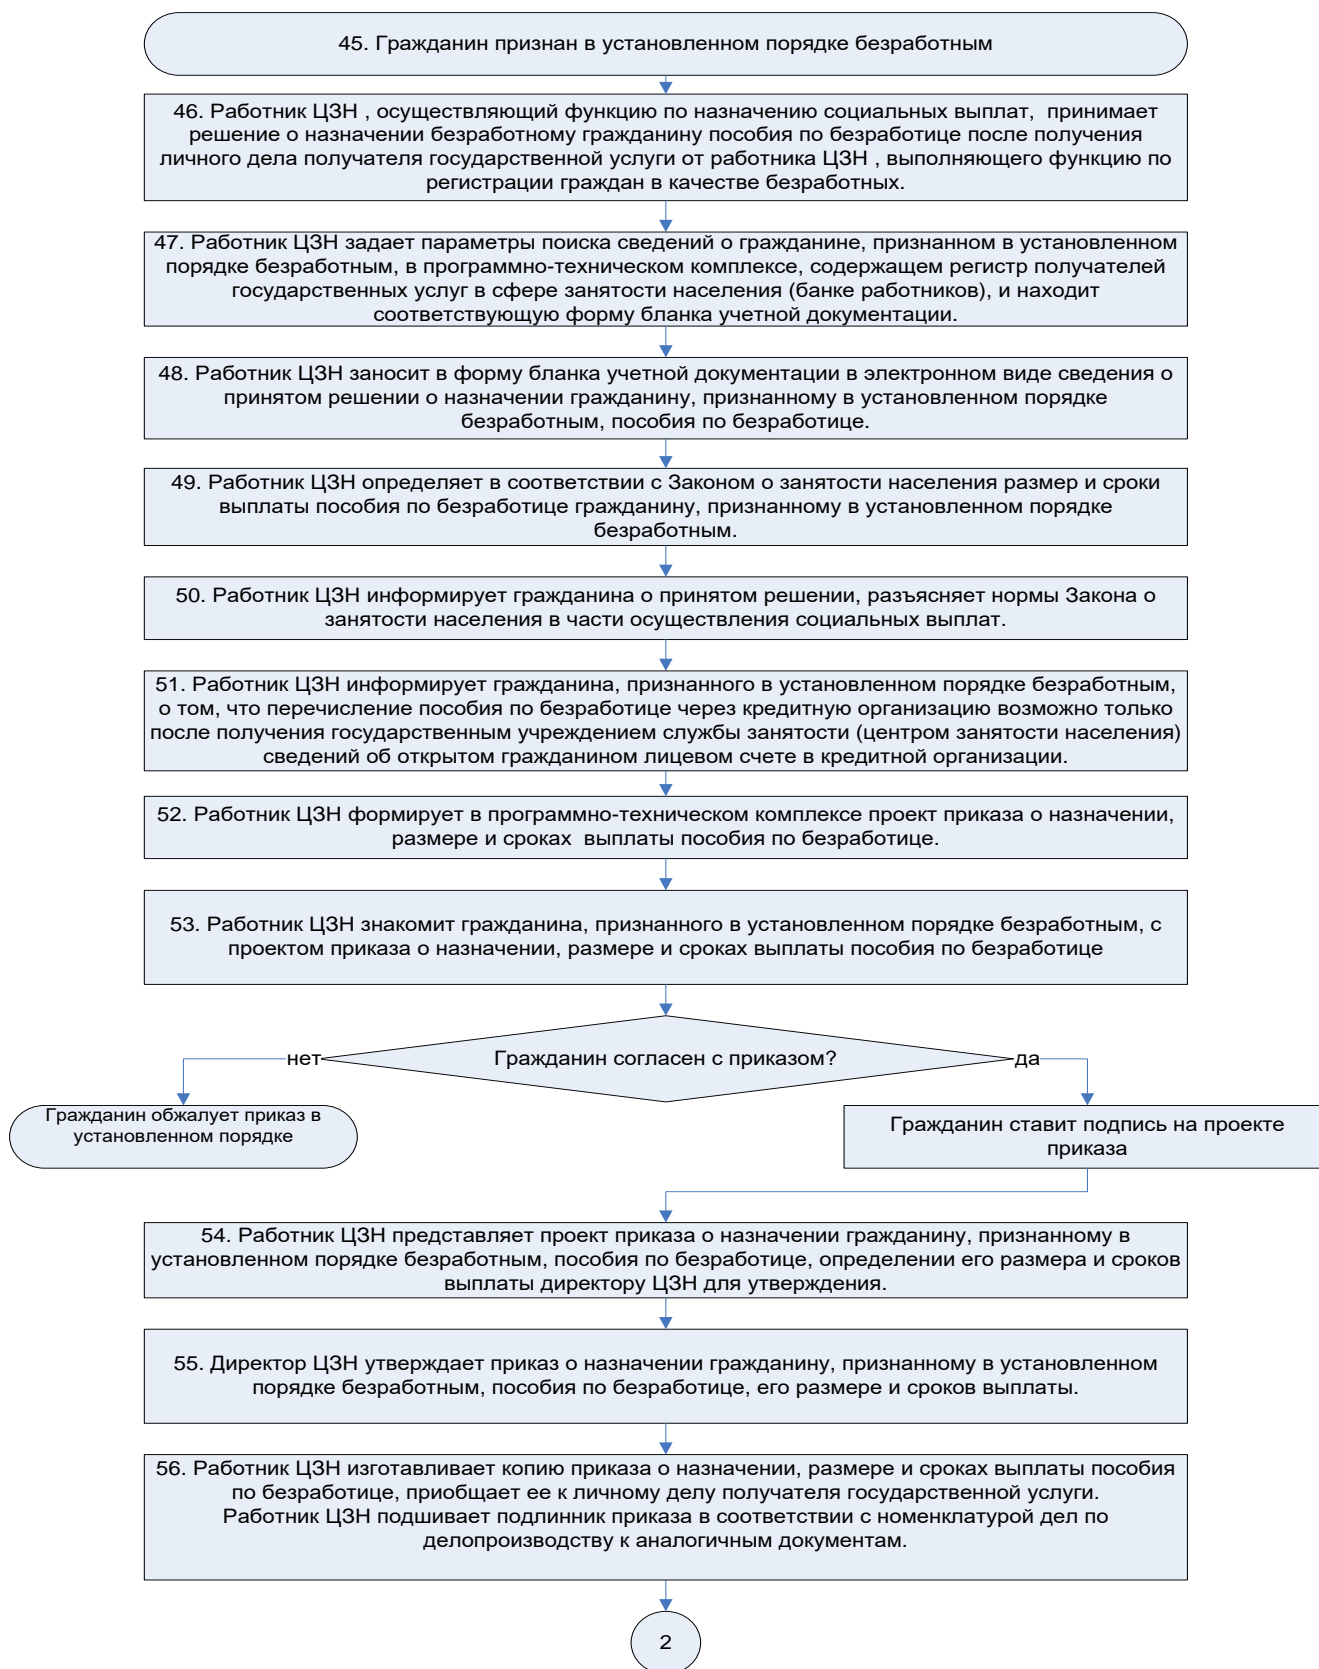 45. Гражданин признан в установленном порядке безработным
46. Работник ЦЗН , осуществляющий функцию по назначению социальных выплат, принимает
решение о назначении безработному гражданину пособия по безработице после получения
личного дела получателя государственной услуги от работника ЦЗН , выполняющего функцию по
регистрации граждан в качестве безработных.
47. Работник ЦЗН задает параметры поиска сведений о гражданине, признанном в установленном
порядке безработным, в программно-техническом комплексе, содержащем регистр получателей
государственных услуг в сфере занятости населения (банке работников), и находит
соответствующую форму бланка учетной документации.
48. Работник ЦЗН заносит в форму бланка учетной документации в электронном виде сведения о
принятом решении о назначении гражданину, признанному в установленном порядке
безработным, пособия по безработице.
49. Работник ЦЗН определяет в соответствии с Законом о занятости населения размер и сроки
выплаты пособия по безработице гражданину, признанному в установленном порядке
безработным.
50. Работник ЦЗН информирует гражданина о принятом решении, разъясняет нормы Закона о
занятости населения в части осуществления социальных выплат.
51. Работник ЦЗН информирует гражданина, признанного в установленном порядке безработным,
о том, что перечисление пособия по безработице через кредитную организацию возможно только
после получения государственным учреждением службы занятости (центром занятости населения)
сведений об открытом гражданином лицевом счете в кредитной организации.
52. Работник ЦЗН формирует в программно-техническом комплексе проект приказа о назначении,
размере и сроках выплаты пособия по безработице.
53. Работник ЦЗН знакомит гражданина, признанного в установленном порядке безработным, с
проектом приказа о назначении, размере и сроках выплаты пособия по безработице
Гражданин согласен с приказом?
нет
да
Гражданин обжалует приказ в
установленном порядке
Гражданин ставит подпись на проекте
приказа
54. Работник ЦЗН представляет проект приказа о назначении гражданину, признанному в
установленном порядке безработным, пособия по безработице, определении его размера и сроков
выплаты директору ЦЗН для утверждения.
55. Директор ЦЗН утверждает приказ о назначении гражданину, признанному в установленном
порядке безработным, пособия по безработице, его размере и сроков выплаты.
56. Работник ЦЗН изготавливает копию приказа о назначении, размере и сроках выплаты пособия
по безработице, приобщает ее к личному делу получателя государственной услуги.
Работник ЦЗН подшивает подлинник приказа в соответствии с номенклатурой дел по
делопроизводству к аналогичным документам.
2